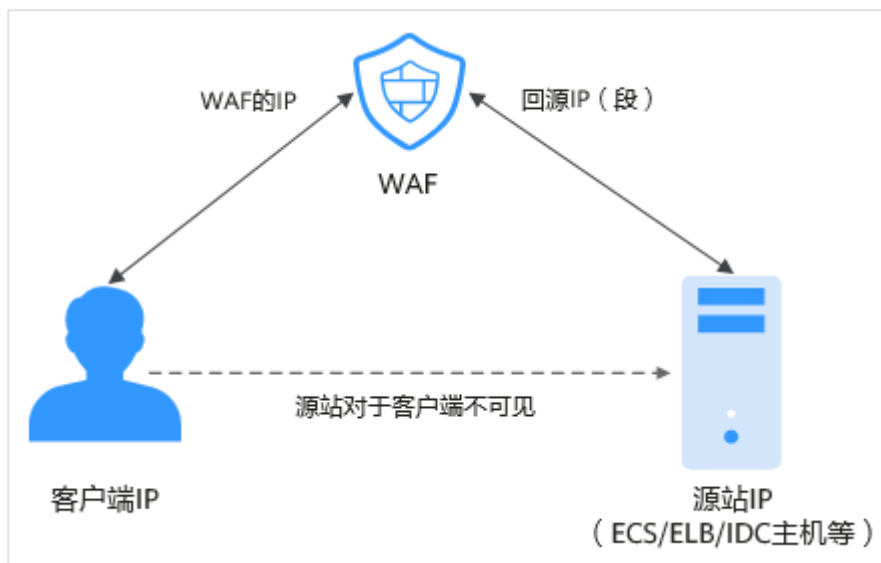 WAF的IP
回源IP（段）
WAF
源站对于客户端不可见
客户端IP
源站IP
（ECS/ELB/IDC主机等）